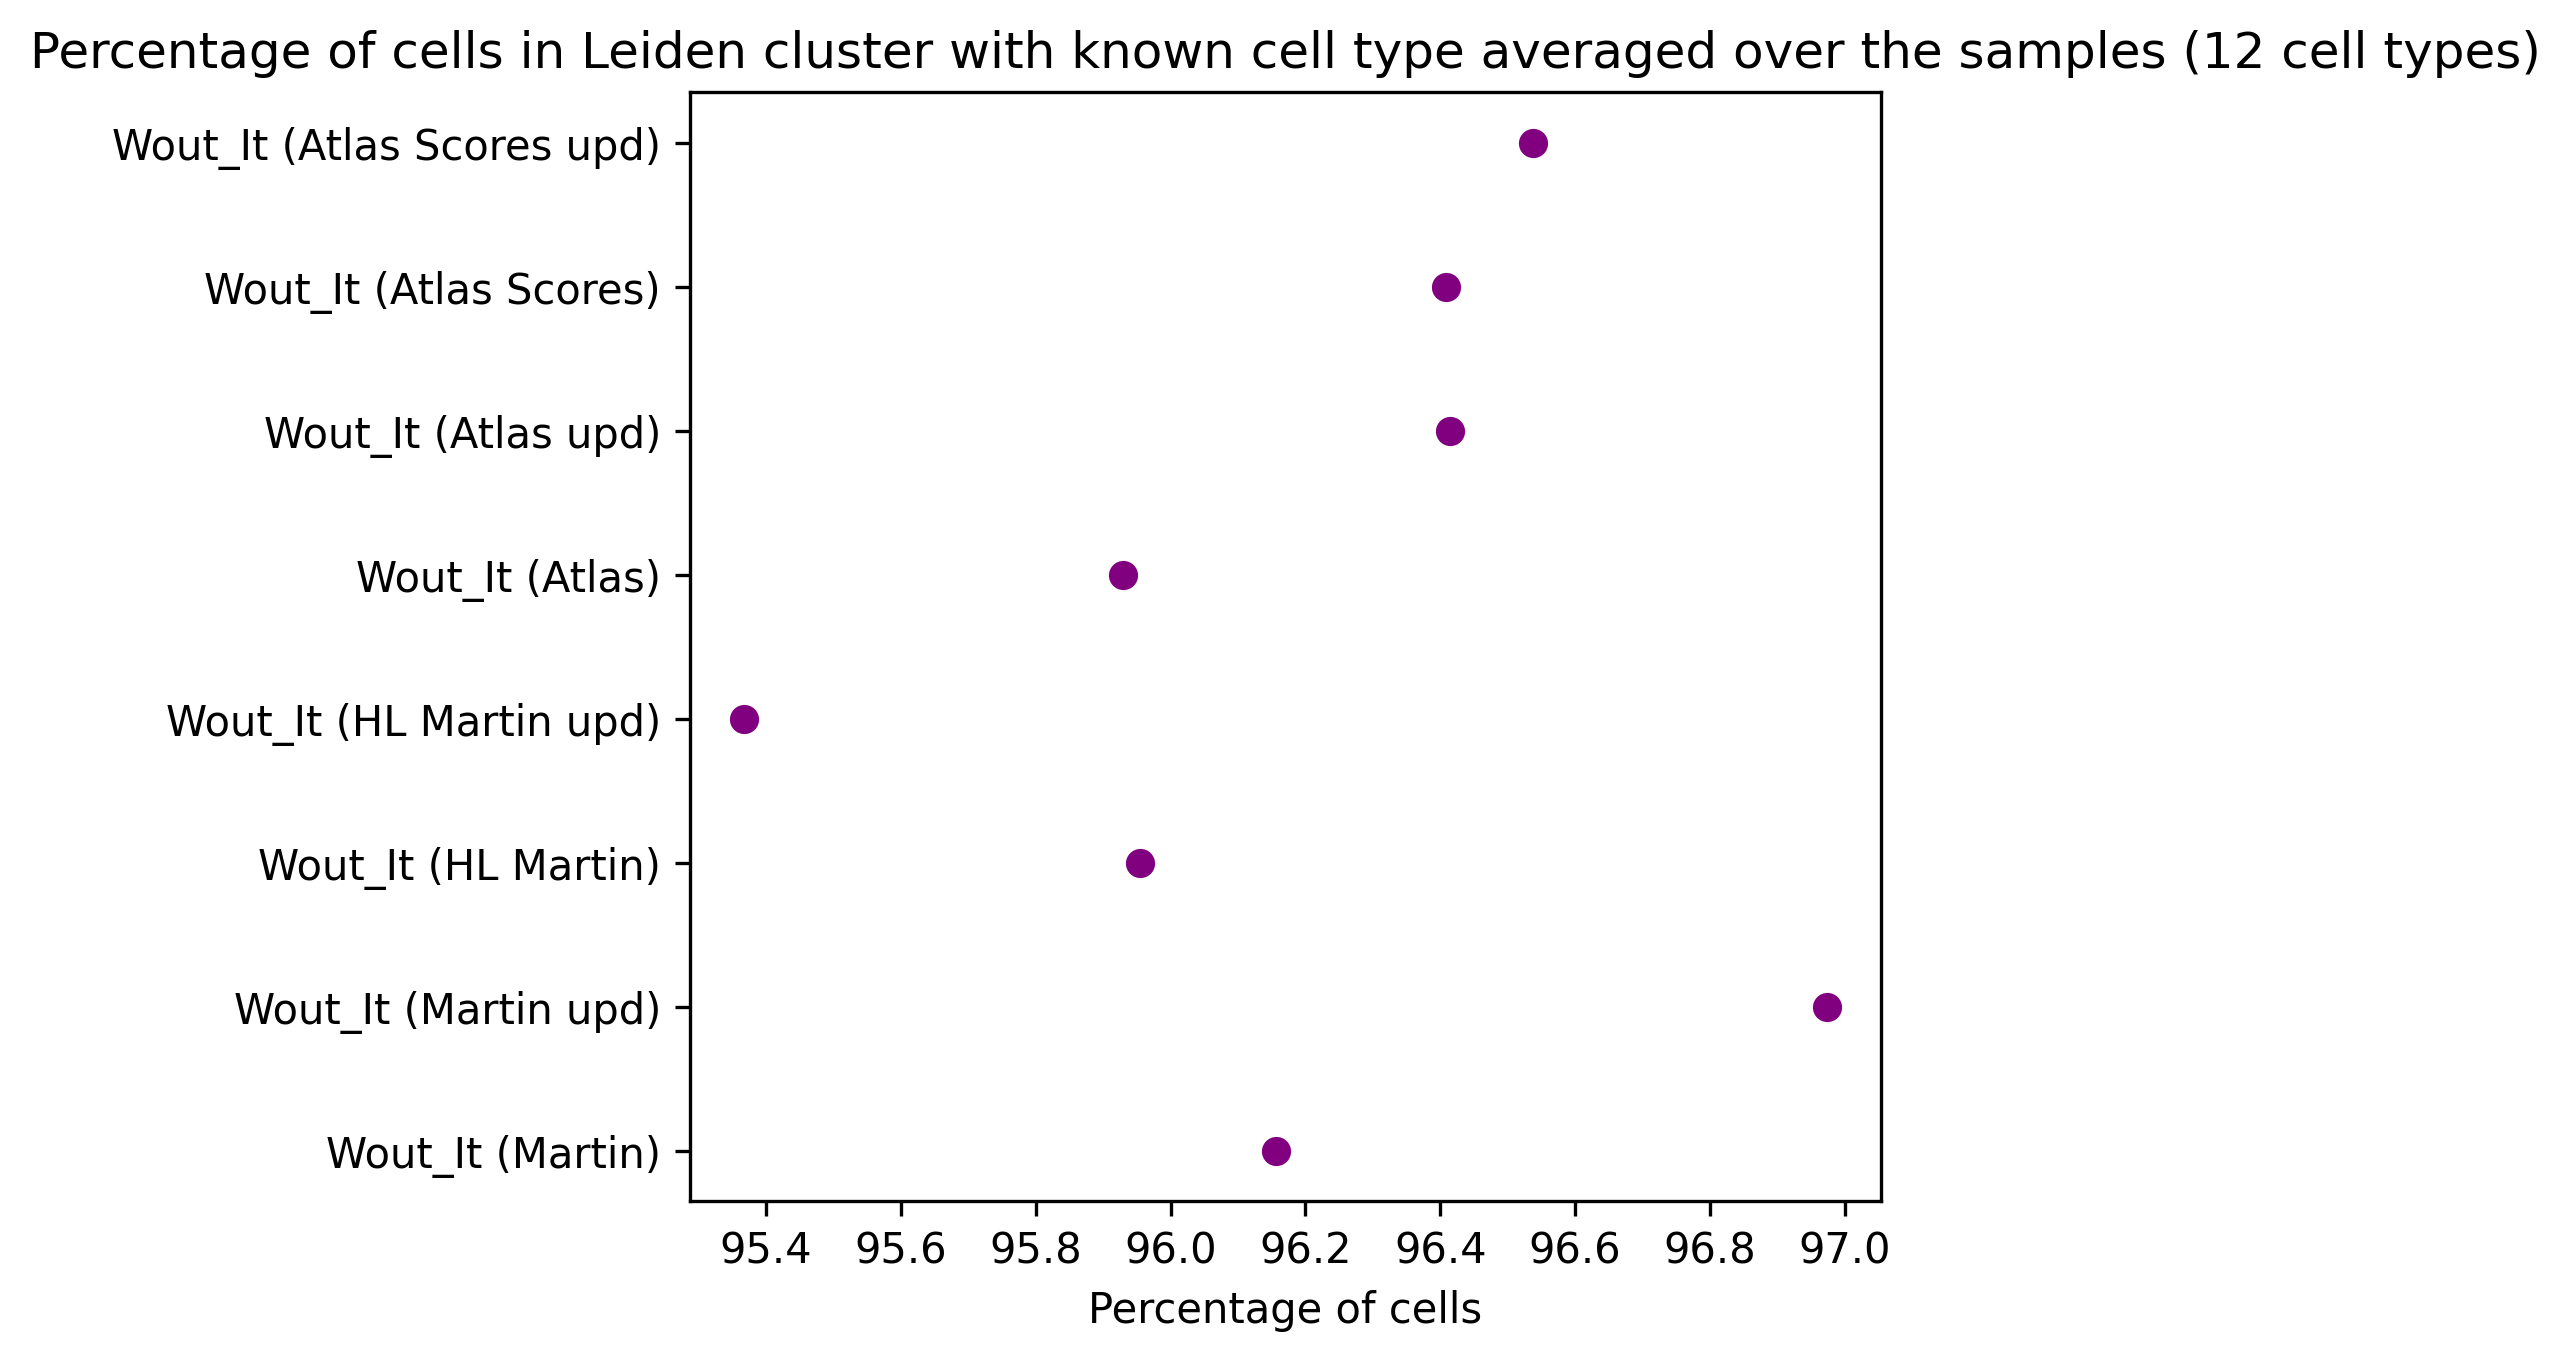 Percentage of cells in Leiden cluster with known cell type averaged over the samples (12 cell types)
Wout_It (Atlas Scores upd)
Wout_It (Atlas Scores)
Wout_It (Atlas upd)
Wout_It (Atlas)
Wout_It (HL Martin upd)
Wout_It (HL Martin)
Wout_It (Martin upd)
Wout_It (Martin)
95.4 95.6 95.8 96.0 96.2 96.4 96.6 96.8 97.0
Percentage of cells